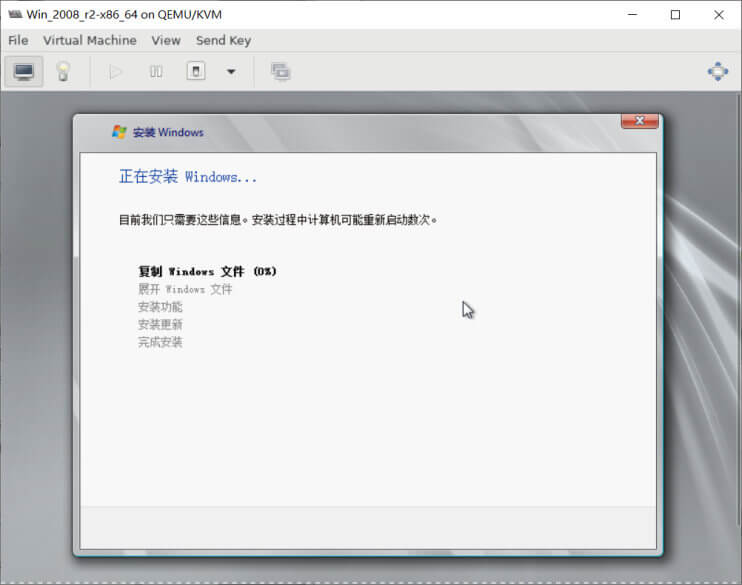 Win_2008_r2-x86_64 on QEMU/KVM
File Virtual Machine View Send Key
安装 Windows
正在安装 Windows...
目前我们只需要这些信息。安装过程中计算机可能重新启动数次。
复制 Windows 文件 (0%)
展开 Windows 文件
安装功能
安装更新
完成安装